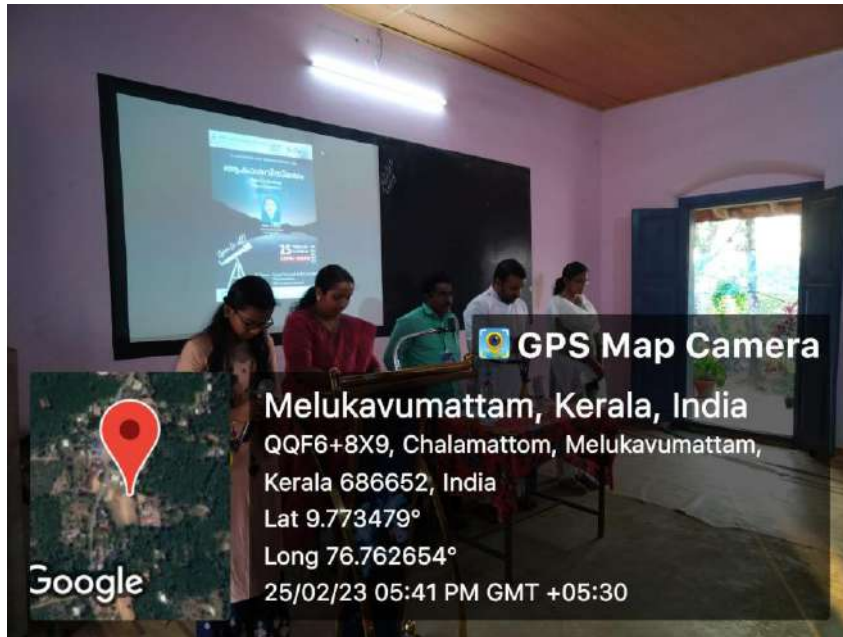 25
GPS Map Camera
Melukavumattam, Kerala, India
QQF6+8X9, Chalamattom, Melukavumattam,
Kerala 686652, India
Lat 9.773479°
Long 76.762654°
25/02/23 05:41 PM GMT +05:30
Google